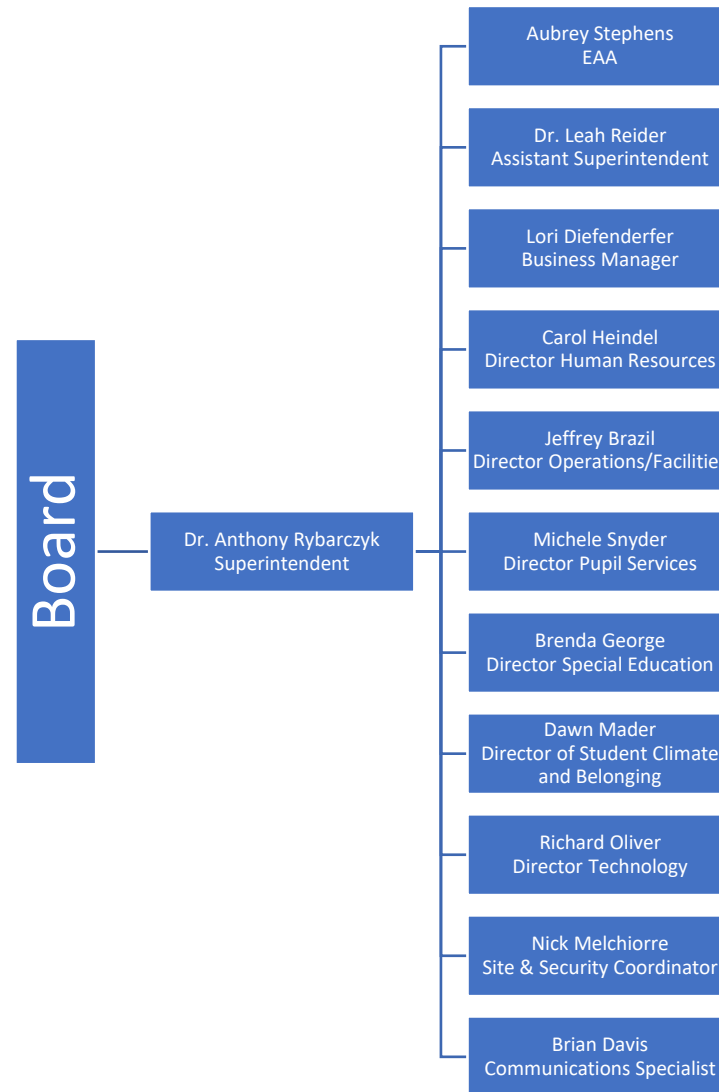 Board
Dr. Anthony Rybarczyk
Superintendent
Aubrey Stephens
EAA
Dr. Leah Reider
Assistant Superintendent
Lori Diefenderfer
Business Manager
Carol Heindel
Director Human Resources
Jeffrey Brazil
Director Operations/Facilitie
Michele Snyder
Director Pupil Services
Brenda George
Director Special Education
Dawn Mader
Director of Student Climate
and Belonging
Richard Oliver
Director Technology
Nick Melchiorre
Site & Security Coordinator
Brian Davis
Communications Specialist